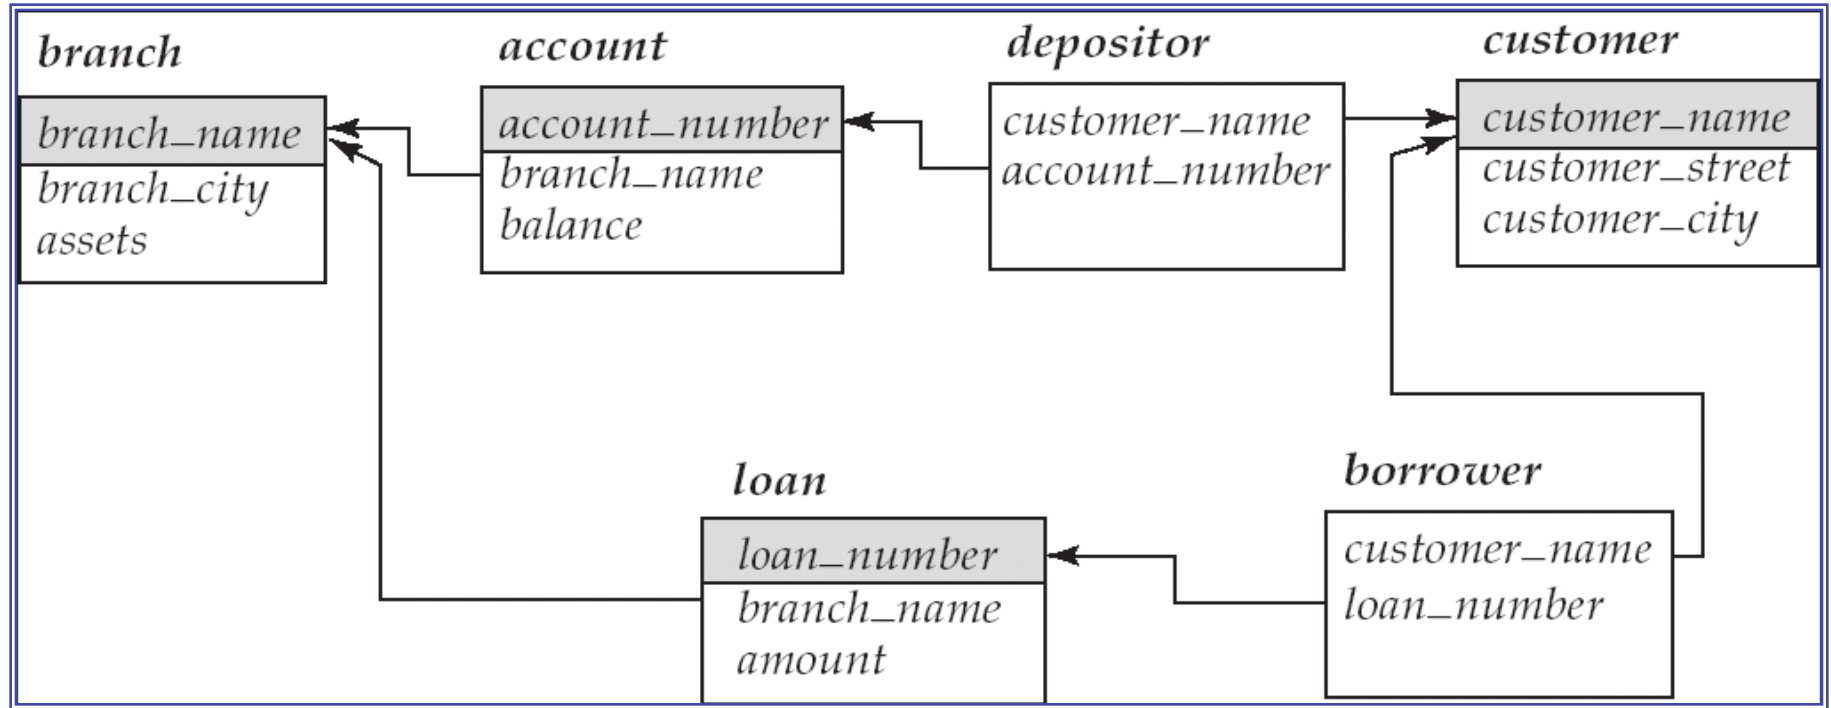 branch
branch_name
branch_city
assets
account
account_number
branch_name
balance
depositor
customer_name
account_number
customer
customer_name
customer_street
customer_city
loan
loan_number
branch_name
amount
borrower
customer_name
loan_number